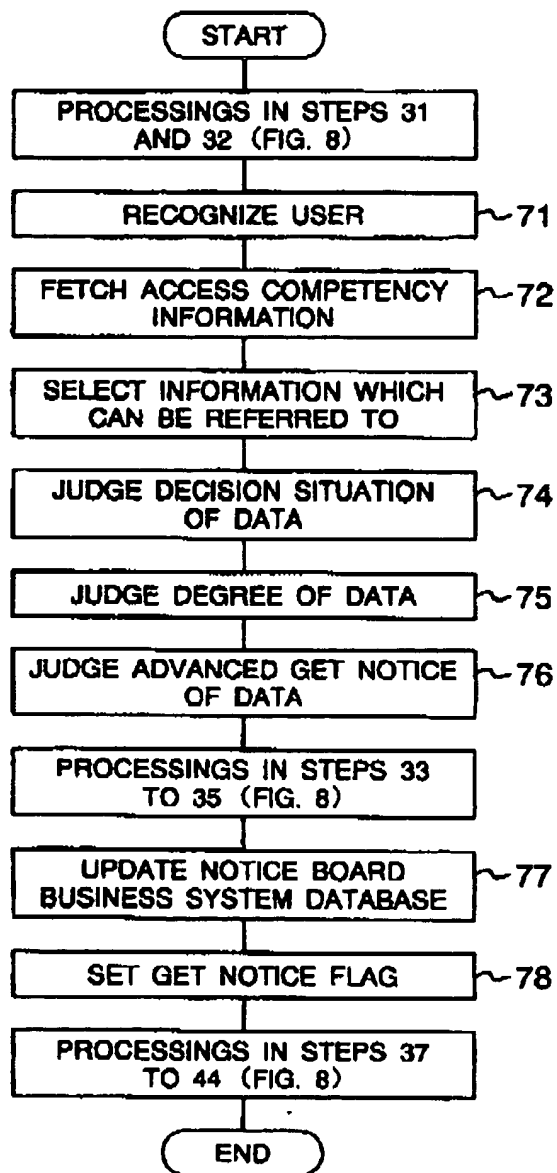 START
PROCESSINGS IN STEPS 31
AND 32 (FIG. 8)
RECOGNIZE USER
71
FETCH ACCESS COMPETENCY
INFORMATION
72
SELECT INFORMATION WHICH
CAN BE REFERRED TO
73
JUDGE DECISION SITUATION
OF DATA
74
JUDGE DEGREE OF DATA
75
JUDGE ADVANCED GET NOTICE
OF DATA
76
PROCESSINGS IN STEPS 33
TO 35 (FIG. 8)
UPDATE NOTICE BOARD
BUSINESS SYSTEM DATABASE
77
SET GET NOTICE FLAG
78
PROCESSINGS IN STEPS 37
TO 44 (FIG. 8)
END